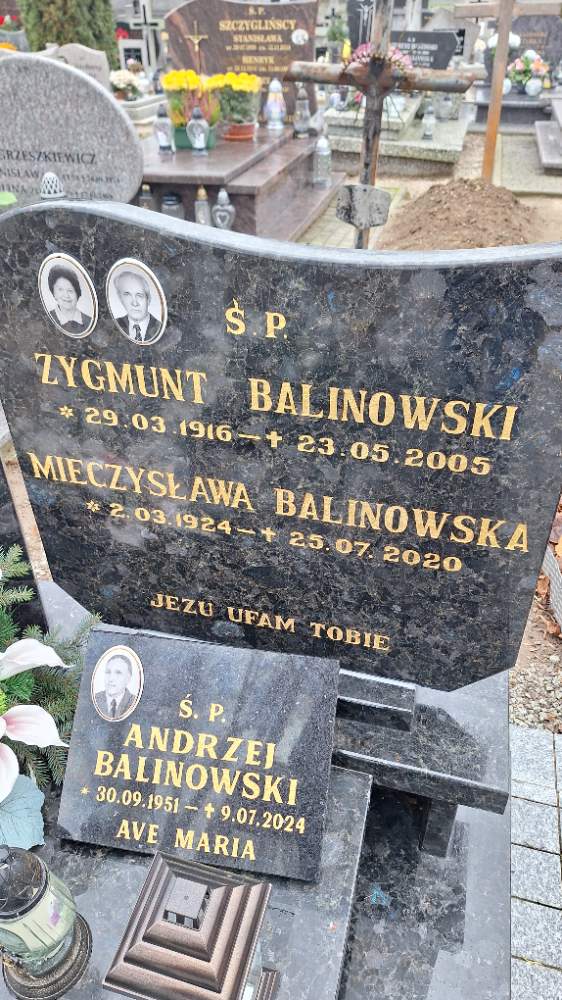 Ś. P.
SZCZYGLIŃSCY
STANISŁAWA
HENRYK
GRZESZKIEWICZ
Ś. P.
ZYGMUNT BALINOWSKI
* 29.03.1916 – ✝ 23.05.2005
MIECZYSŁAWA BALINOWSKA
* 2.03.1924 – ✝ 25.07.2020
JEZU UFAM TOBIE
Ś. P.
ANDRZEJ
BALINOWSKI
* 30.09.1951 – ✝ 9.07.2024
AVE MARIA